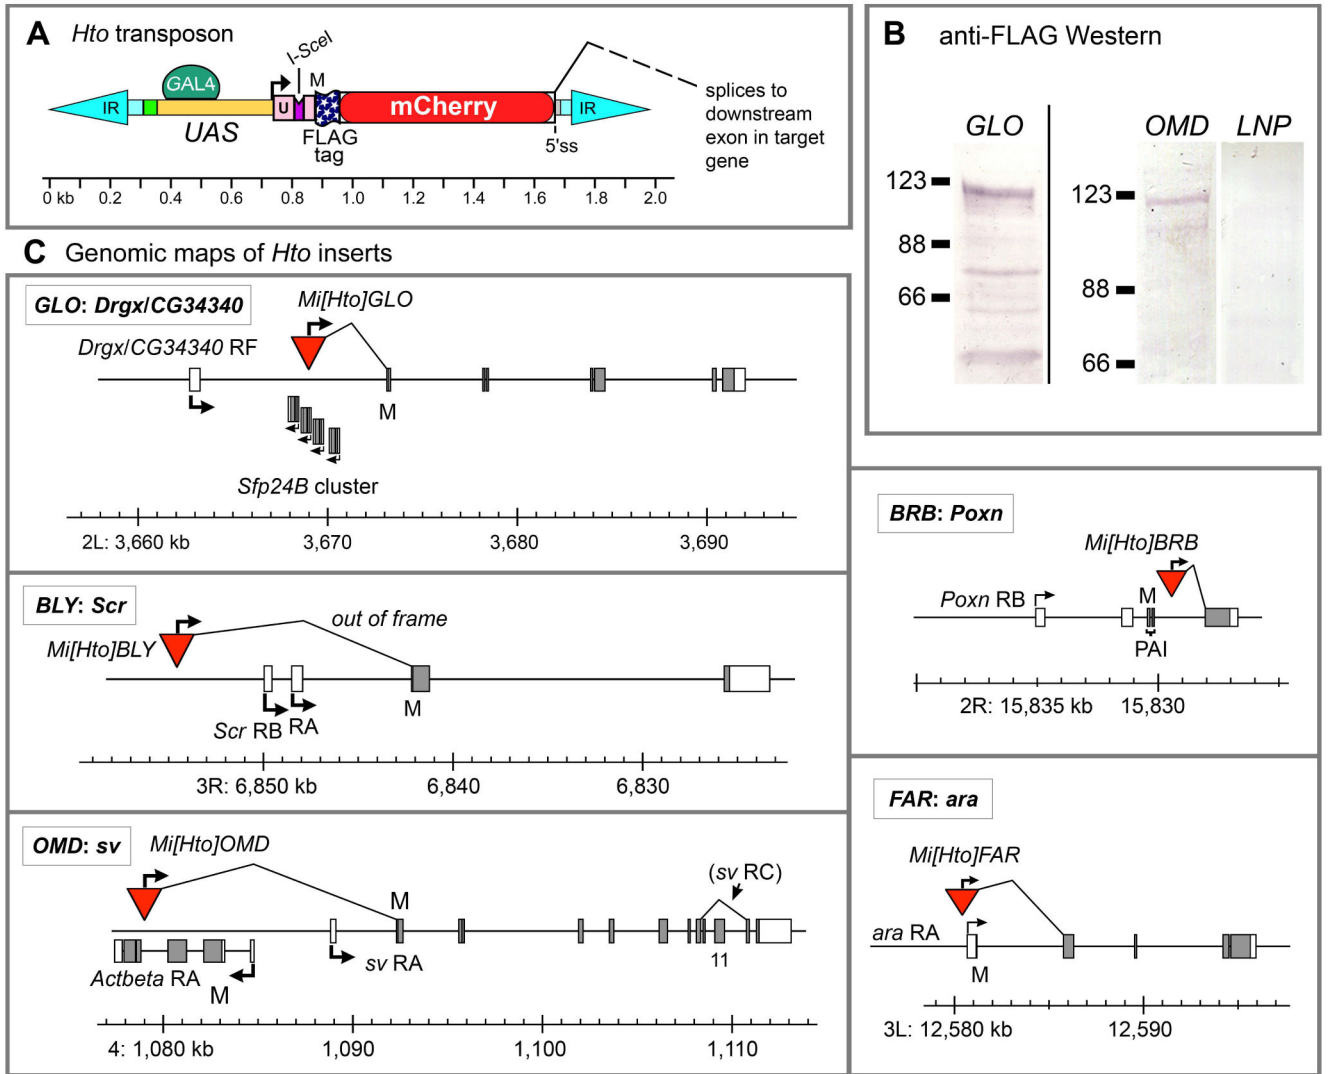 A Hto transposon
I-SceI
GAL4
M
IR
U
mCherry
IR
UAS
FLAG
tag
5'ss
splices to
downstream
exon in target
gene
0 kb 0.2 0.4 0.6 0.8 1.0 1.2 1.4 1.6 1.8 2.0
B anti-FLAG Western
GLO OMD LNP
123
88
66
123
88
66
C Genomic maps of Hto inserts
GLO: Drgx/CG34340
Mi[Hto]GLO
Drgx/CG34340 RF
M
Sfp24B cluster
2L: 3,660 kb 3,670 3,680 3,690
BLY: Scr
out of frame
Mi[Hto]BLY
Scr RB RA
M
3R: 6,850 kb 6,840 6,830
OMD: sv
Mi[Hto]OMD
(sv RC)
M
sv RA
11
Actbeta RA
M
4: 1,080 kb 1,090 1,100 1,110
BRB: Poxn
Mi[Hto]BRB
Poxn RB
M
PAI
2R: 15,835 kb 15,830
FAR: ara
Mi[Hto]FAR
ara RA
M
3L: 12,580 kb 12,590